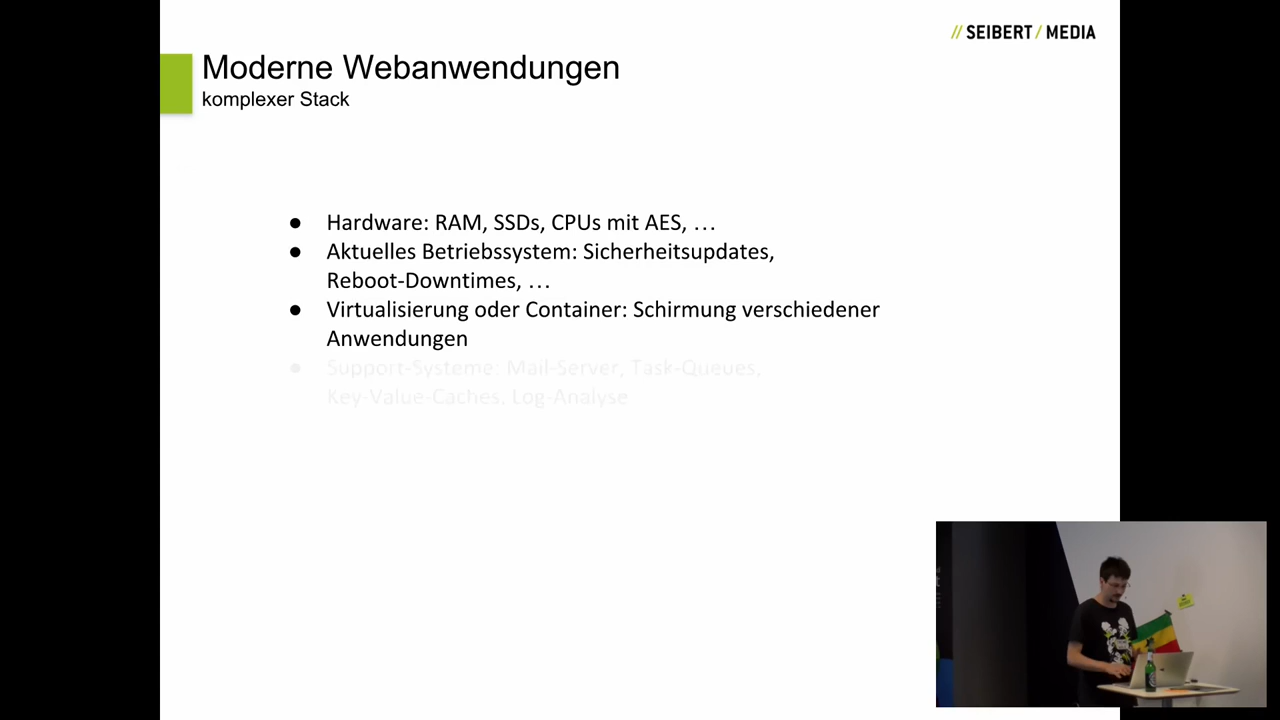 // SEIBERT / MEDIA
Moderne Webanwendungen
komplexer Stack
● Hardware: RAM, SSDs, CPUs mit AES, …
● Aktuelles Betriebssystem: Sicherheitsupdates,
Reboot-Downtimes, …
● Virtualisierung oder Container: Schirmung verschiedener
Anwendungen
● Support-Systeme: Mail-Server, Task-Queues,
Key-Value-Caches, Log-Analyse